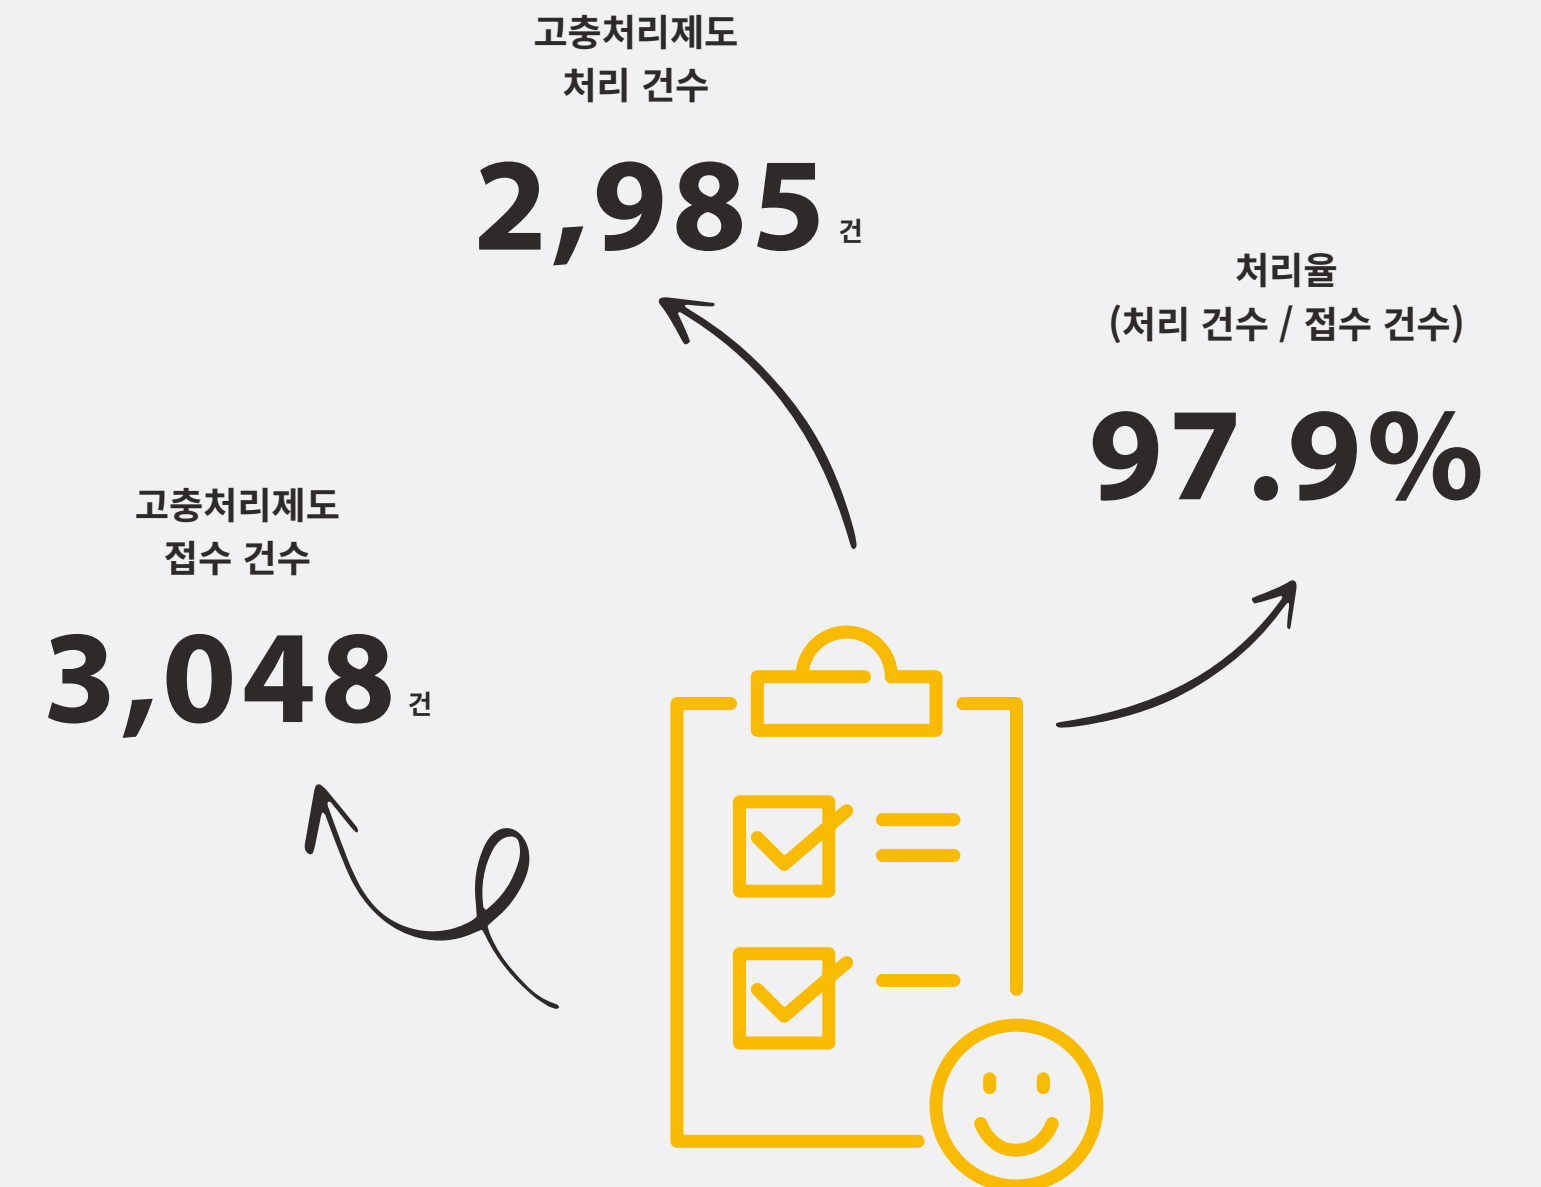 고충처리제도
처리 건수
2,985 건
처리율
(처리 건수 / 접수 건수)
97.9%
고충처리제도
접수 건수
3,048 건